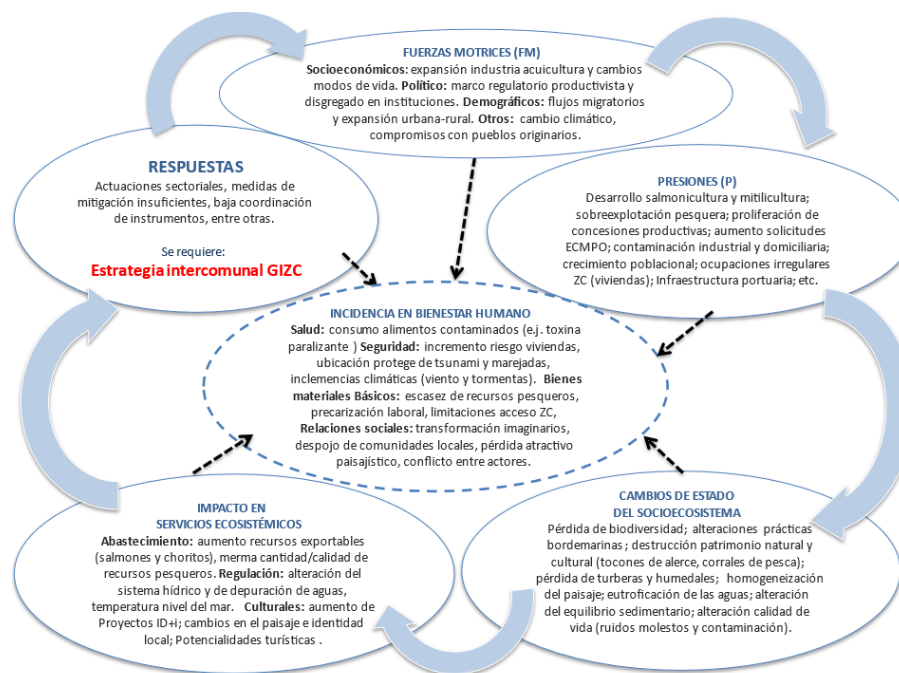 FUERZAS MOTRICES (FM)
Socioeconómicos: expansión industria acuicultura y cambios
modos de vida. Político: marco regulatorio productivista y
disgregado en instituciones. Demográficos: flujos migratorios
y expansión urbana-rural. Otros: cambio climático,
compromisos con pueblos originarios.
RESPUESTAS
Actuaciones sectoriales, medidas de
mitigación insuficientes, baja coordinación
de instrumentos, entre otras.
Se requiere:
Estrategia intercomunal GIZC
PRESIONES (P)
Desarrollo salmonicultura y mitilicultura;
sobreexplotación pesquera; proliferación de
concesiones productivas; aumento solicitudes
ECMPO; contaminación industrial y domiciliaria;
crecimiento poblacional; ocupaciones irregulares
ZC (viviendas); Infraestructura portuaria; etc.
INCIDENCIA EN BIENESTAR HUMANO
Salud: consumo alimentos contaminados (e.j. toxina
paralizante ) Seguridad: incremento riesgo viviendas,
ubicación protege de tsunami y marejadas,
inclemencias climáticas (viento y tormentas). Bienes
materiales Básicos: escasez de recursos pesqueros,
precarización laboral, limitaciones acceso ZC,
Relaciones sociales: transformación imaginarios,
despojo de comunidades locales, pérdida atractivo
paisajístico, conflicto entre actores.
IMPACTO EN
SERVICIOS ECOSISTÉMICOS
Abastecimiento: aumento recursos exportables
(salmones y choritos), merma cantidad/calidad de
recursos pesqueros. Regulación: alteración del
sistema hídrico y de depuración de aguas,
temperatura nivel del mar. Culturales: aumento de
Proyectos ID+i; cambios en el paisaje e identidad
local; Potencialidades turísticas .
CAMBIOS DE ESTADO
DEL SOCIOECOSISTEMA
Pérdida de biodiversidad; alteraciones prácticas
bordemarinas ; destrucción patrimonio natural y
cultural (tocones de alerce, corrales de pesca);
pérdida de turberas y humedales; homogeneización
del paisaje; eutroficación de las aguas; alteración
del equilibrio sedimentario; alteración calidad de
vida (ruidos molestos y contaminación).